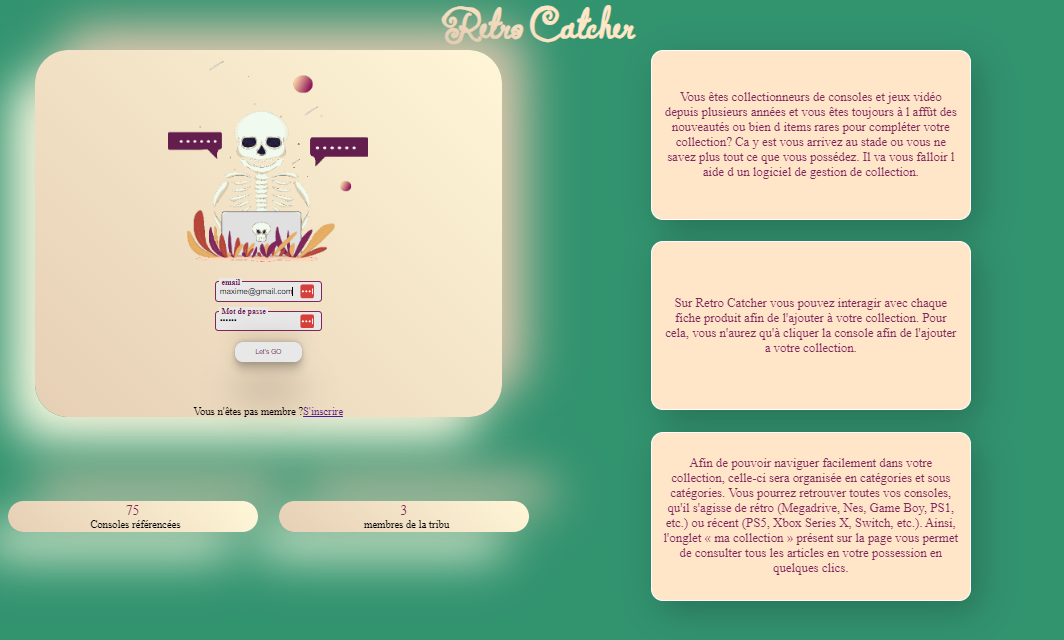 Retro Catcher
email
maxime@gmail.com
Mot de passe
Let's GO
Vous n'êtes pas membre ?S'inscrire
75
Consoles référencées
3
membres de la tribu
Vous êtes collectionneurs de consoles et jeux vidéo
depuis plusieurs années et vous êtes toujours à l affût des
nouveautés ou bien d items rares pour compléter votre
collection? Ca y est vous arrivez au stade ou vous ne
savez plus tout ce que vous possédez. Il va vous falloir l
aide d un logiciel de gestion de collection.
Sur Retro Catcher vous pouvez interagir avec chaque
fiche produit afin de l'ajouter à votre collection. Pour
cela, vous n'aurez qu'à cliquer la console afin de l'ajouter
a votre collection.
Afin de pouvoir naviguer facilement dans votre
collection, celle-ci sera organisée en catégories et sous
catégories. Vous pourrez retrouver toutes vos consoles,
qu'il s'agisse de rétro (Megadrive, Nes, Game Boy, PS1,
etc.) ou récent (PS5, Xbox Series X, Switch, etc.). Ainsi,
l'onglet « ma collection » présent sur la page vous permet
de consulter tous les articles en votre possession en
quelques clics.